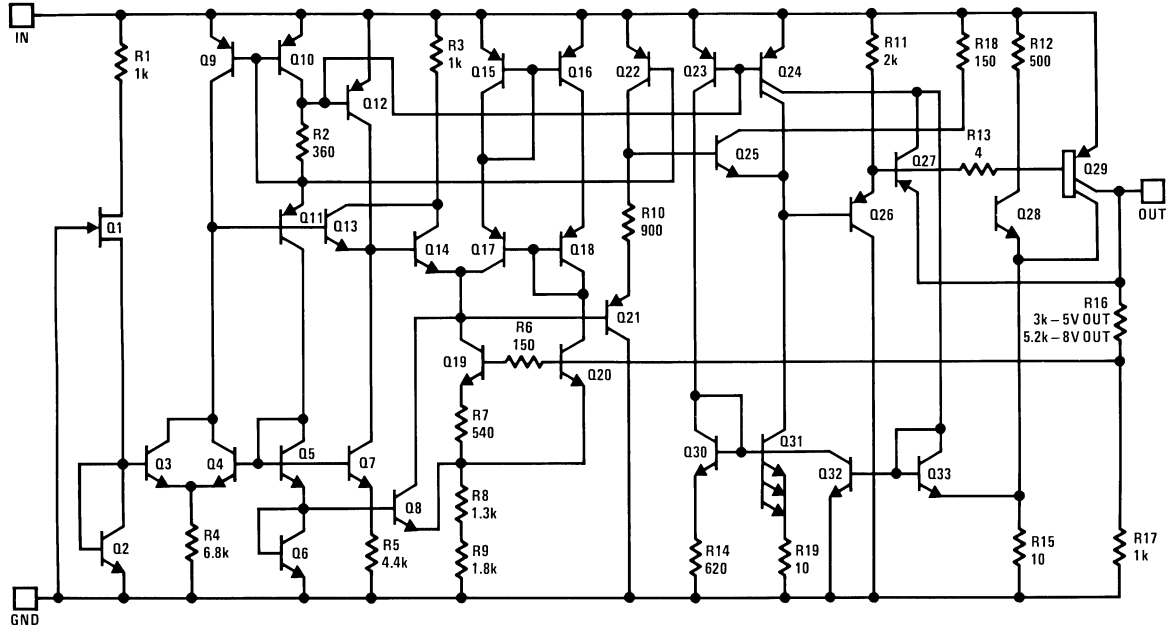 IN
R1
1k
Q9
Q10
Q12
R2
360
R3
1k
Q15
Q16
Q22
Q23
Q24
R11
2k
R18
150
R12
500
Q25
R13
4
Q27
Q29
OUT
Q1
Q11
Q13
Q14
Q17
Q18
R10
900
Q26
Q28
Q21
R16
3k–5V OUT
5.2k–8V OUT
R6
150
Q19
Q20
R7
540
Q3
Q4
Q5
Q7
Q8
Q30
Q31
Q32
Q33
R8
1.3k
R4
6.8k
Q2
Q6
R5
4.4k
R9
1.8k
R14
620
R19
10
R15
10
R17
1k
GND